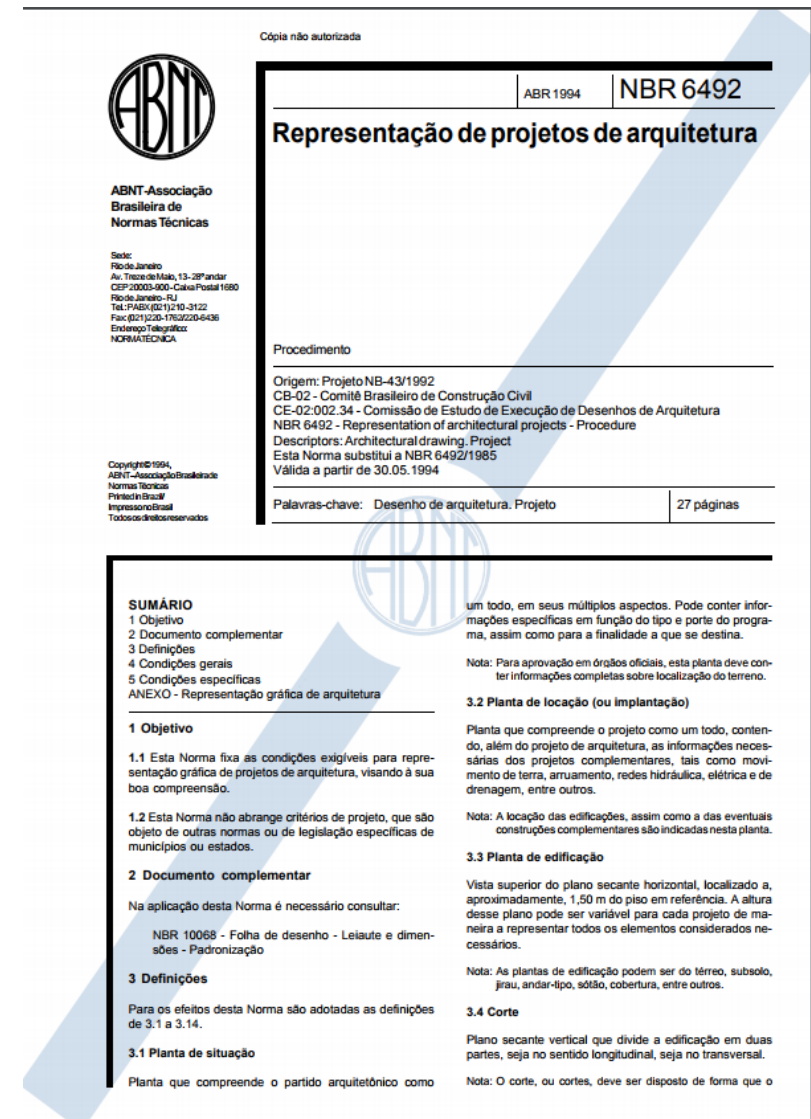 Cópia não autorizada
ABNT
ABR 1994
NBR 6492
Representação de projetos de arquitetura
ABNT-Associação
Brasileira de
Normas Técnicas
Sede:
Rio de Janeiro
Av. Treze de Maio, 13 - 28º andar
CEP 20003-900 - Caixa Postal 1680
Rio de Janeiro - RJ
Tel.: PABX (021) 210-3122
Fax: (021) 220-1762/220-6436
Endereço Telegráfico:
NORMATÉCNICA
Copyright © 1994,
ABNT–Associação Brasileira de
Normas Técnicas
Printed in Brazil/
Impresso no Brasil
Todos os direitos reservados
Procedimento
Origem: Projeto NB-43/1992
CB-02 - Comitê Brasileiro de Construção Civil
CE-02:002.34 - Comissão de Estudo de Execução de Desenhos de Arquitetura
NBR 6492 - Representation of architectural projects - Procedure
Descriptors: Architectural drawing. Project
Esta Norma substitui a NBR 6492/1985
Válida a partir de 30.05.1994
Palavras-chave: Desenho de arquitetura. Projeto
27 páginas
ABNT
SUMÁRIO
1 Objetivo
2 Documento complementar
3 Definições
4 Condições gerais
5 Condições específicas
ANEXO - Representação gráfica de arquitetura
1 Objetivo
1.1 Esta Norma fixa as condições exigíveis para repre-
sentação gráfica de projetos de arquitetura, visando à sua
boa compreensão.
1.2 Esta Norma não abrange critérios de projeto, que são
objeto de outras normas ou de legislação específicas de
municípios ou estados.
2 Documento complementar
Na aplicação desta Norma é necessário consultar:
NBR 10068 - Folha de desenho - Leiaute e dimen-
sões - Padronização
3 Definições
Para os efeitos desta Norma são adotadas as definições
de 3.1 a 3.14.
3.1 Planta de situação
Planta que compreende o partido arquitetônico como
um todo, em seus múltiplos aspectos. Pode conter infor-
mações específicas em função do tipo e porte do progra-
ma, assim como para a finalidade a que se destina.
Nota: Para aprovação em órgãos oficiais, esta planta deve con-
ter informações completas sobre localização do terreno.
3.2 Planta de locação (ou implantação)
Planta que compreende o projeto como um todo, conten-
do, além do projeto de arquitetura, as informações neces-
sárias dos projetos complementares, tais como movi-
mento de terra, arruamento, redes hidráulica, elétrica e de
drenagem, entre outros.
Nota: A locação das edificações, assim como a das eventuais
construções complementares são indicadas nesta planta.
3.3 Planta de edificação
Vista superior do plano secante horizontal, localizado a,
aproximadamente, 1,50 m do piso em referência. A altura
desse plano pode ser variável para cada projeto de ma-
neira a representar todos os elementos considerados ne-
cessários.
Nota: As plantas de edificação podem ser do térreo, subsolo,
jirau, andar-tipo, sótão, cobertura, entre outros.
3.4 Corte
Plano secante vertical que divide a edificação em duas
partes, seja no sentido longitudinal, seja no transversal.
Nota: O corte, ou cortes, deve ser disposto de forma que o